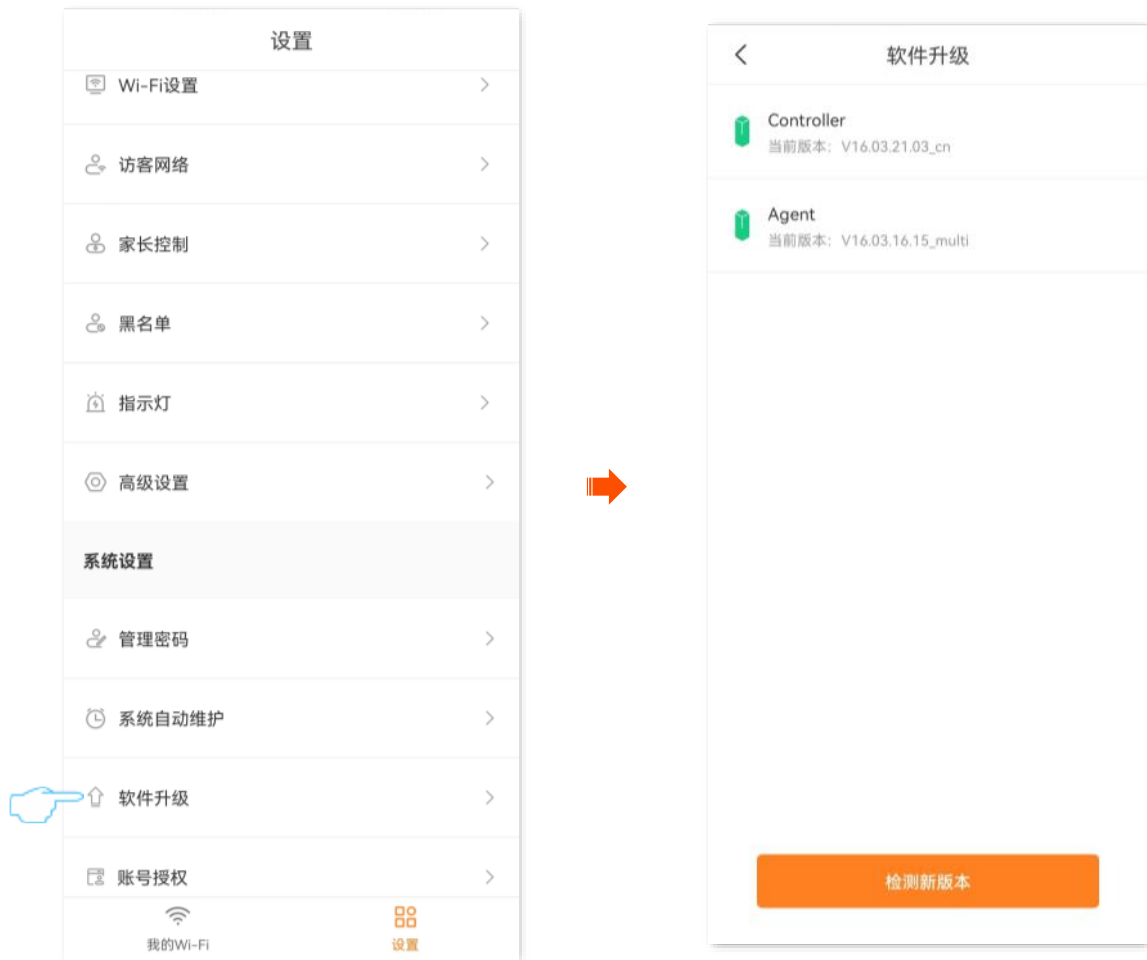 设置
Wi-Fi设置
访客网络
家长控制
黑名单
指示灯
高级设置
系统设置
管理密码
系统自动维护
软件升级
账号授权
我的Wi-Fi
设置
软件升级
Controller
当前版本：V16.03.21.03_cn
Agent
当前版本：V16.03.16.15_multi
检测新版本